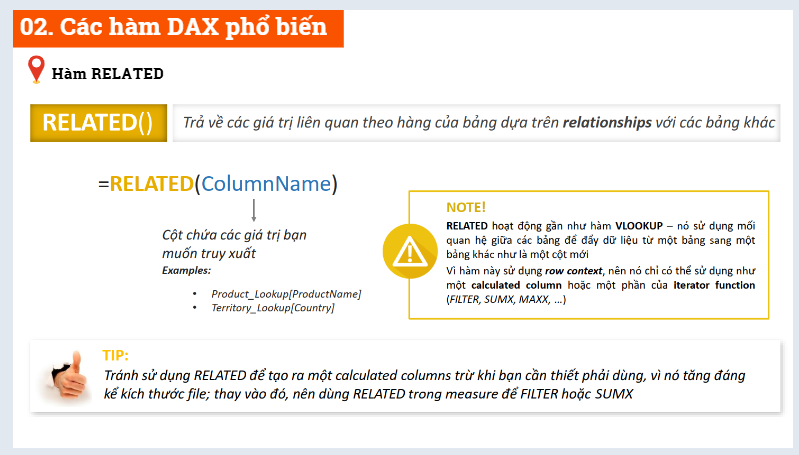 02. Các hàm DAX phổ biến
Hàm RELATED
RELATED()
Trả về các giá trị liên quan theo hàng của bảng dựa trên relationships với các bảng khác
=RELATED(ColumnName)
Cột chứa các giá trị bạn
muốn truy xuất
Examples:
• Product_Lookup[ProductName]
• Territory_Lookup[Country]
NOTE!
RELATED hoạt động gần như hàm VLOOKUP – nó sử dụng mối
quan hệ giữa các bảng để đẩy dữ liệu từ một bảng sang một
bảng khác như là một cột mới
Vì hàm này sử dụng row context, nên nó chỉ có thể sử dụng như
một calculated column hoặc một phần của iterator function
(FILTER, SUMX, MAXX, …)
TIP:
Tránh sử dụng RELATED để tạo ra một calculated columns trừ khi bạn cần thiết phải dùng, vì nó tăng đáng
kể kích thước file; thay vào đó, nên dùng RELATED trong measure để FILTER hoặc SUMX